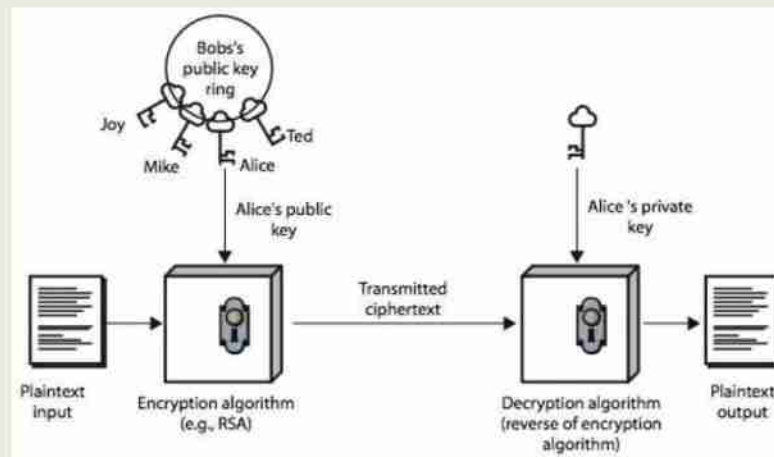 Bobs's
public key
ring
Joy
Mike
Alice
Ted
Alice's public
key
Alice 's private
key
Transmitted
ciphertext
Plaintext
input
Encryption algorithm
(e.g., RSA)
Decryption algorithm
(reverse of encryption
algorithm)
Plaintext
output